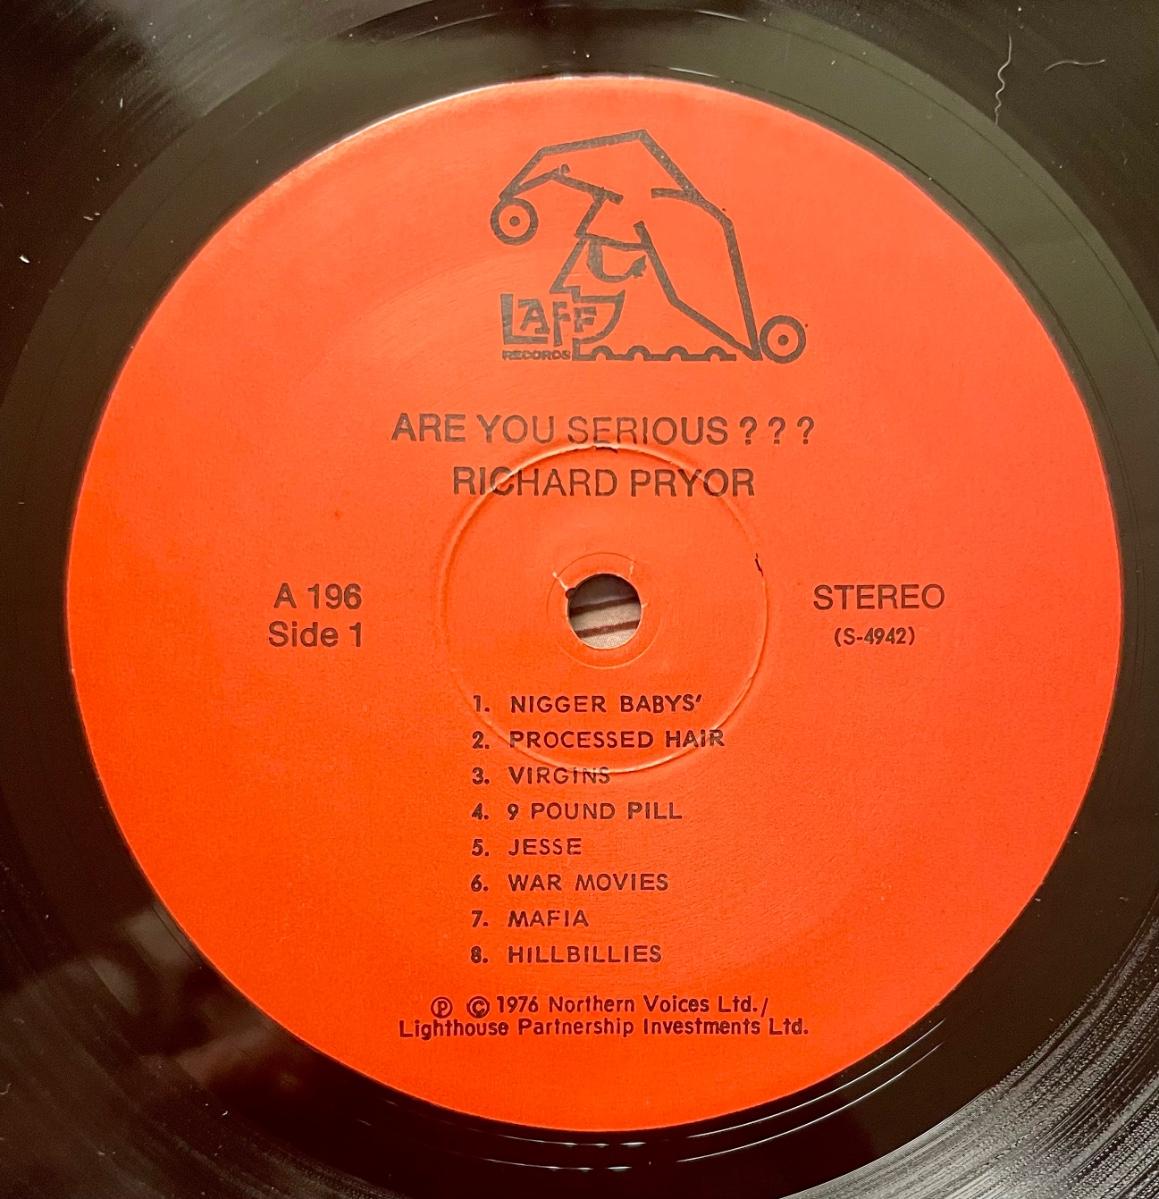 LAFF
RECORDS
ARE YOU SERIOUS ? ? ?
RICHARD PRYOR
A 196
Side 1
STEREO
(S-4942)
1. NIGGER BABYS'
2. PROCESSED HAIR
3. VIRGINS
4. 9 POUND PILL
5. JESSE
6. WAR MOVIES
7. MAFIA
8. HILLBILLIES
℗ © 1976 Northern Voices Ltd./
Lighthouse Partnership Investments Ltd.